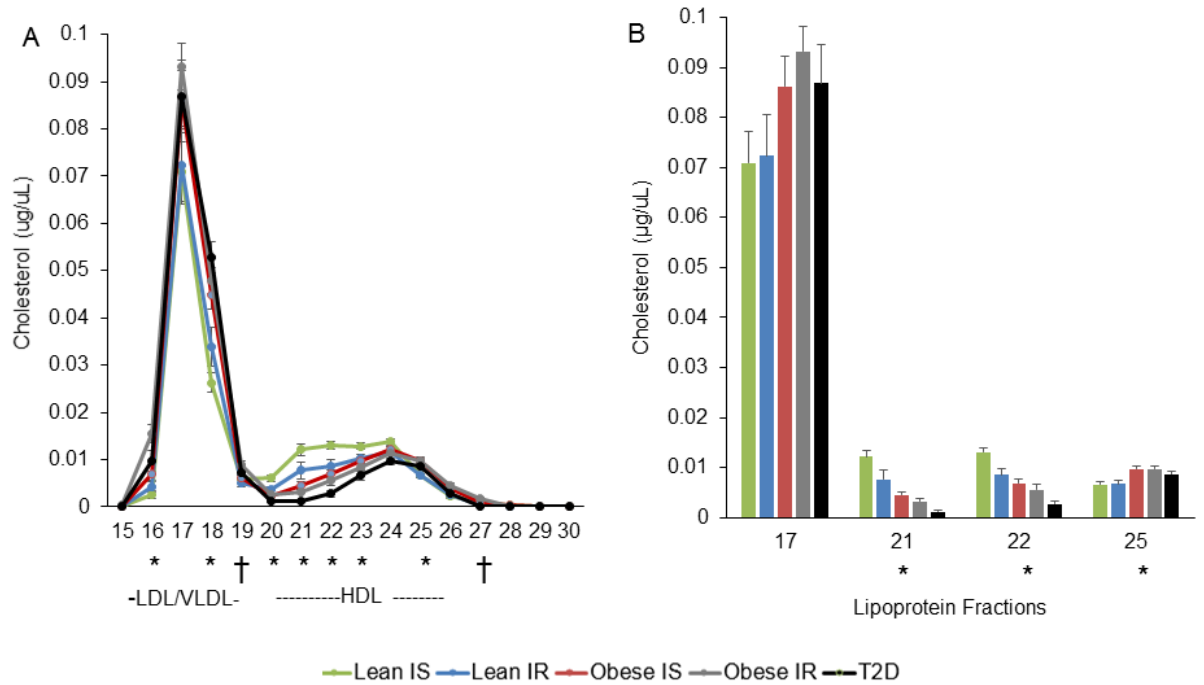 A
B
0.1
0.09
0.08
0.07
0.06
0.05
0.04
0.03
0.02
0.01
0
Cholesterol (ug/uL)
15 16 17 18 19 20 21 22 23 24 25 26 27 28 29 30
* * † * * * * * †
-LDL/VLDL- ----------HDL --------
0.1
0.09
0.08
0.07
0.06
0.05
0.04
0.03
0.02
0.01
0
Cholesterol (µg/uL)
17 21 22 25
* * *
Lipoprotein Fractions
Lean IS Lean IR Obese IS Obese IR T2D